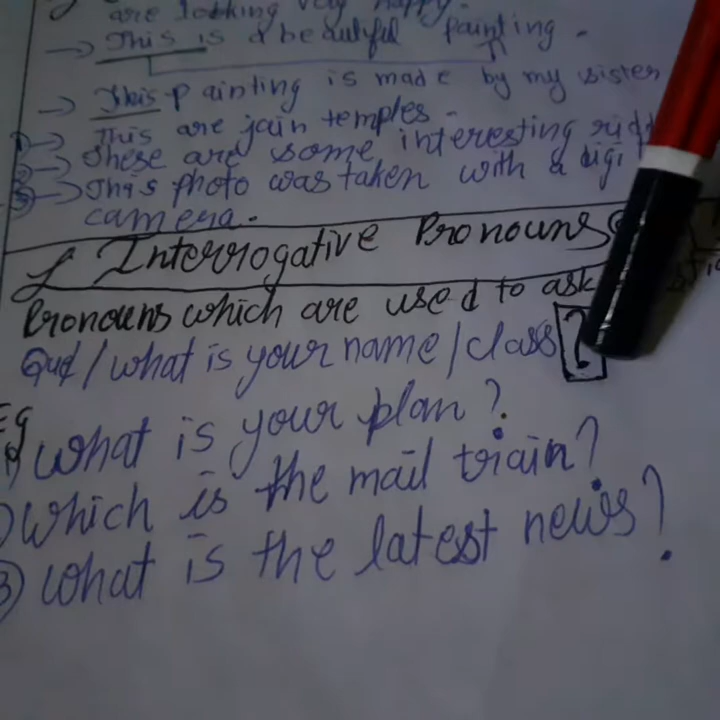 are looking very happy.
→ This is a beautiful painting.
→ This painting is made by my sister
1 → This are jain temples.
2 → These are some interesting
3 → This photo was taken with a digi
camera.
Interrogative Pronouns
Pronouns which are used to ask
Que/what is your name/class ?
Eg
1) what is your plan?
) which is the mail train?
3) what is the latest news?